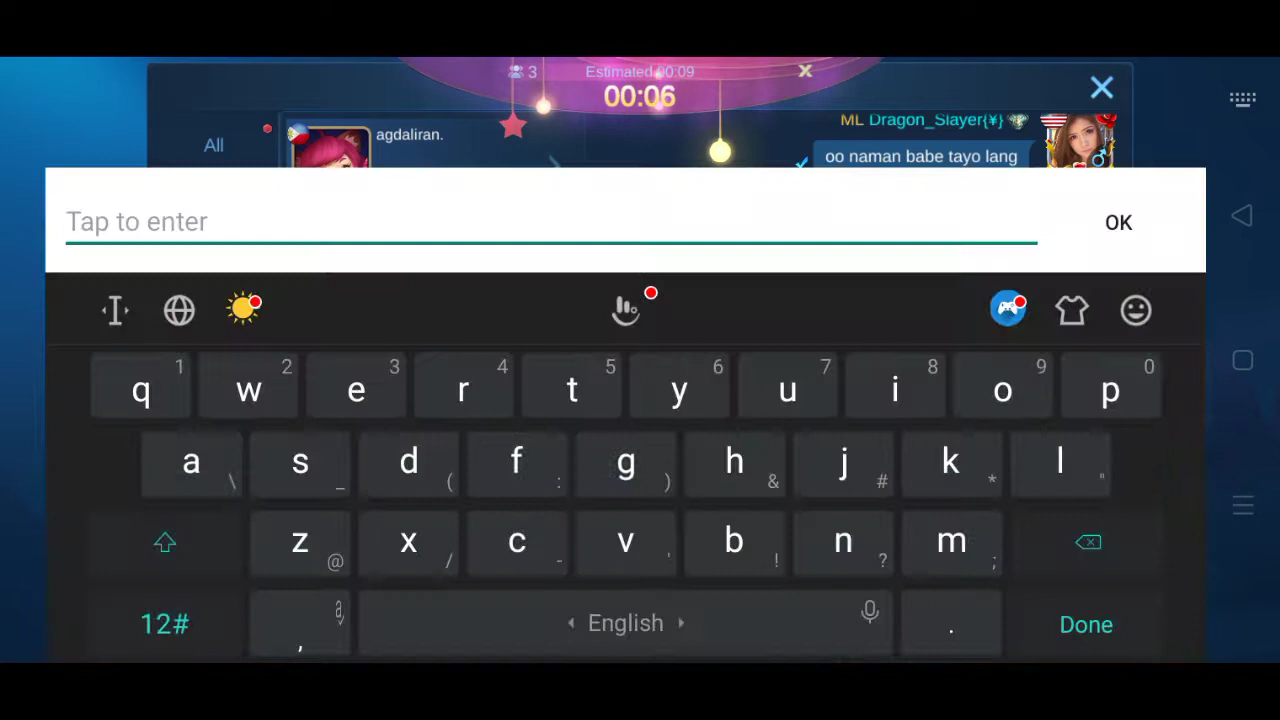 3 Estimated 00:09
00:06
All
agdaliran.
ML Dragon_Slayer{¥}
oo naman babe tayo lang
Tap to enter
OK
q 1 w 2 e 3 r 4 t 5 y 6 u 7 i 8 o 9 p 0
a \ s _ d ( f : g ) h & j # k * l "
z @ x / c - v ' b ! n ? m ;
12# , English . Done